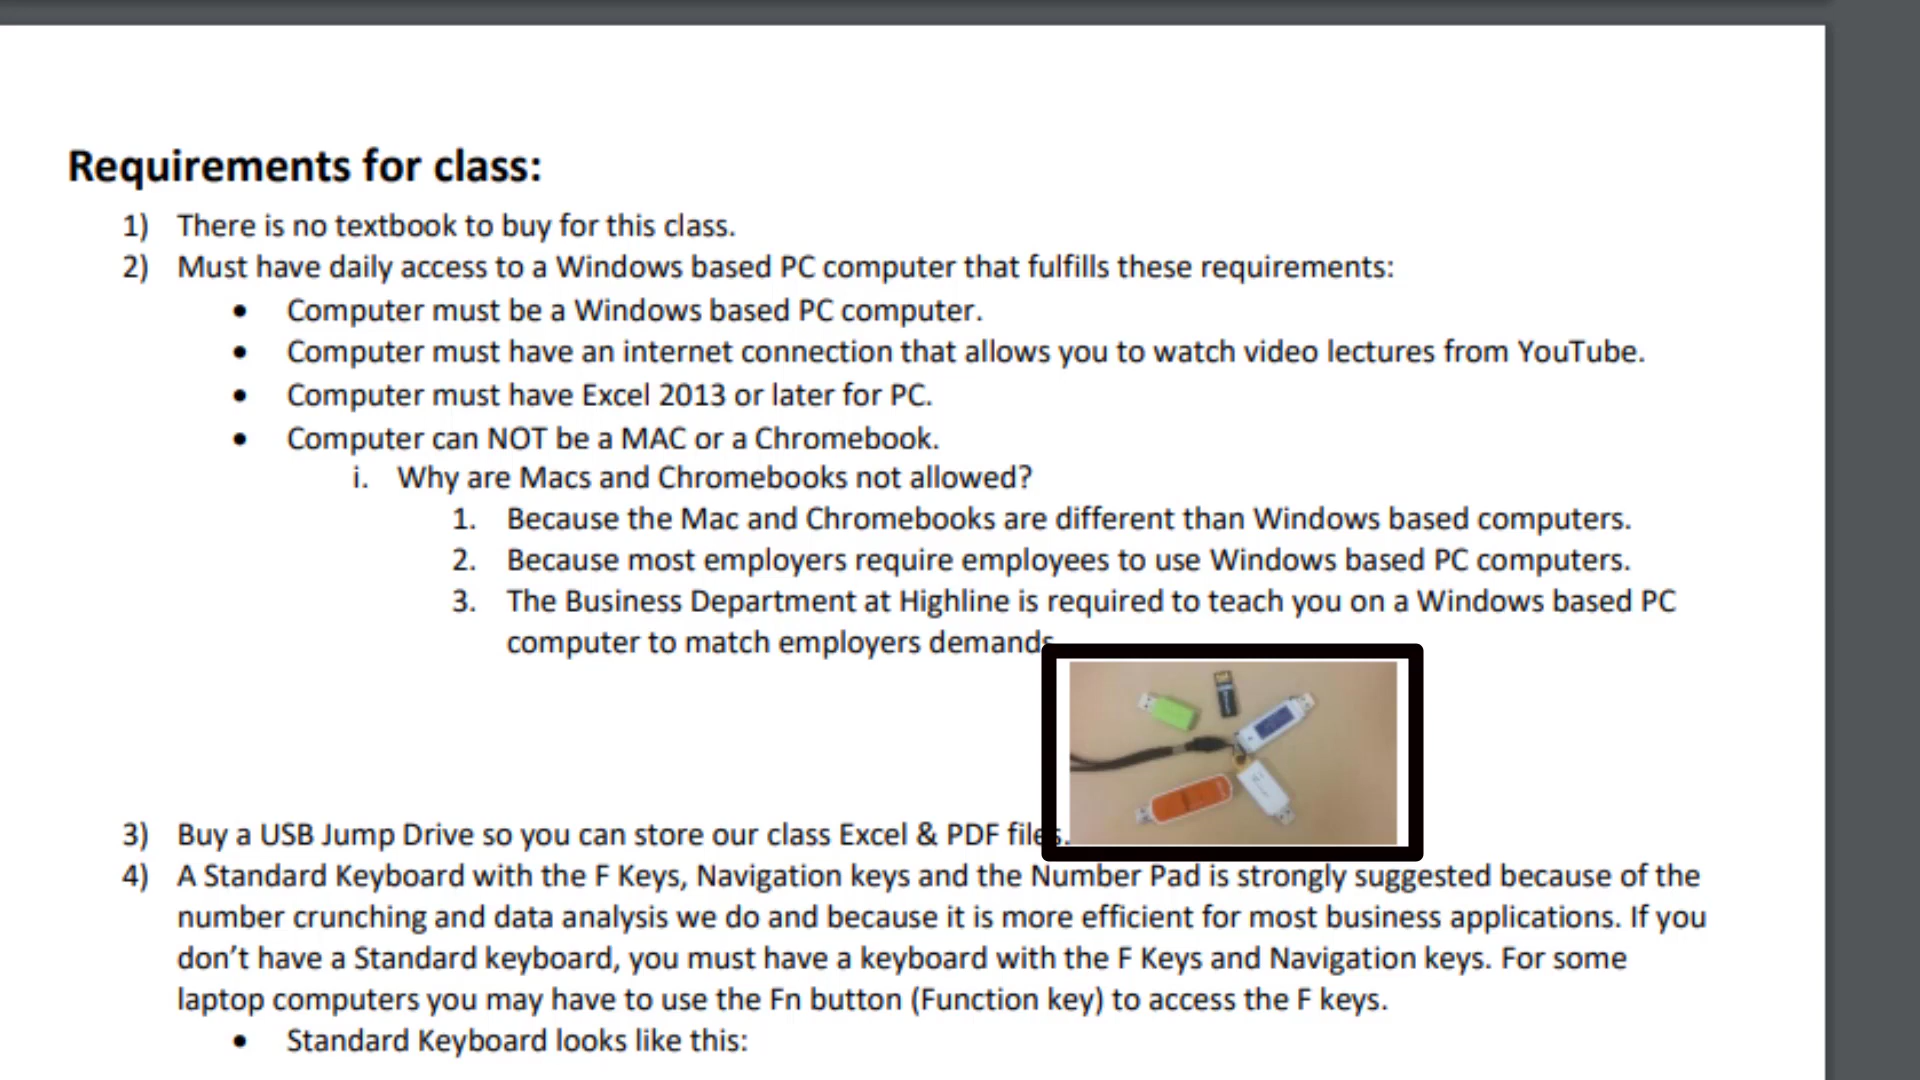 Requirements for class:
1) There is no textbook to buy for this class.
2) Must have daily access to a Windows based PC computer that fulfills these requirements:
• Computer must be a Windows based PC computer.
• Computer must have an internet connection that allows you to watch video lectures from YouTube.
• Computer must have Excel 2013 or later for PC.
• Computer can NOT be a MAC or a Chromebook.
i. Why are Macs and Chromebooks not allowed?
1. Because the Mac and Chromebooks are different than Windows based computers.
2. Because most employers require employees to use Windows based PC computers.
3. The Business Department at Highline is required to teach you on a Windows based PC
computer to match employers demands
3) Buy a USB Jump Drive so you can store our class Excel & PDF files.
4) A Standard Keyboard with the F Keys, Navigation keys and the Number Pad is strongly suggested because of the
number crunching and data analysis we do and because it is more efficient for most business applications. If you
don’t have a Standard keyboard, you must have a keyboard with the F Keys and Navigation keys. For some
laptop computers you may have to use the Fn button (Function key) to access the F keys.
• Standard Keyboard looks like this: